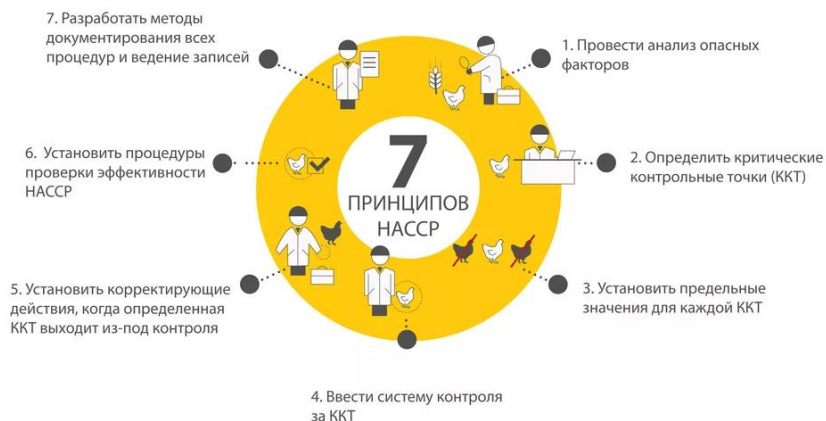 7
ПРИНЦИПОВ
НАССР
1. Провести анализ опасных
факторов
2. Определить критические
контрольные точки (ККТ)
3. Установить предельные
значения для каждой ККТ
4. Ввести систему контроля
за ККТ
5. Установить корректирующие
действия, когда определенная
ККТ выходит из-под контроля
6. Установить процедуры
проверки эффективности
НАССР
7. Разработать методы
документирования всех
процедур и ведение записей